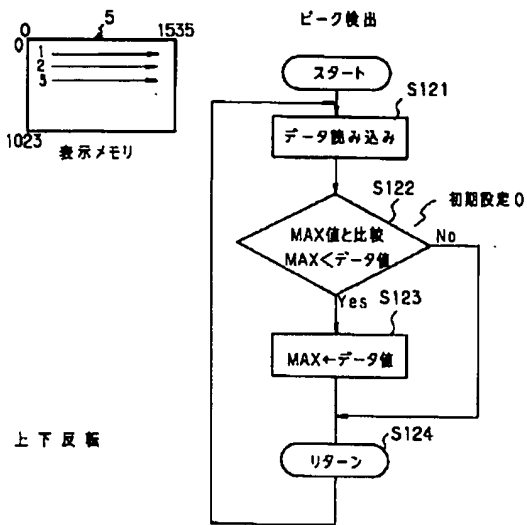 0
5
1535
0
1
2
3
1023
表示メモリ
上下反転
ピーク検出
スタート
S121
データ読み込み
S122
初期設定0
MAX値と比較
MAX<データ値
No
Yes
S123
MAX←データ値
S124
リターン